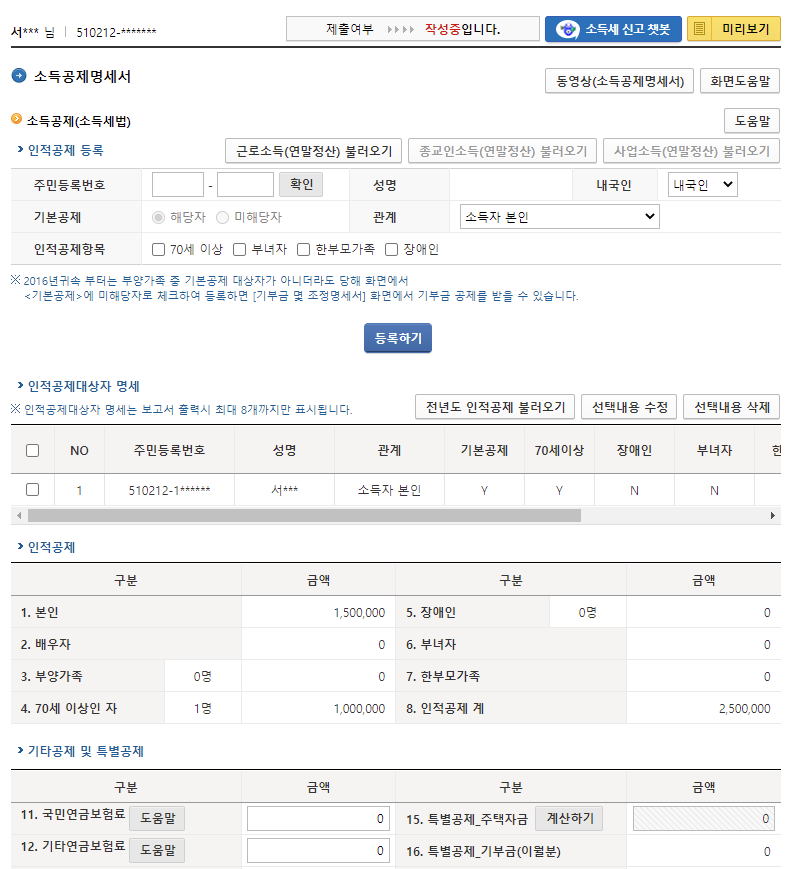 서*** 님 | 510212-*******
제출여부 작성중입니다.
소득세 신고 챗봇
미리보기
소득공제명세서
동영상(소득공제명세서) 화면도움말
소득공제(소득세법)
도움말
인적공제 등록
근로소득(연말정산) 불러오기 종교인소득(연말정산) 불러오기 사업소득(연말정산) 불러오기
주민등록번호 - 확인 성명 내국인 내국인
기본공제 해당자 미해당자 관계 소득자 본인
인적공제항목 70세 이상 부녀자 한부모가족 장애인
※ 2016년귀속 부터는 부양가족 중 기본공제 대상자가 아니더라도 당해 화면에서
<기본공제>에 미해당자로 체크하여 등록하면 [기부금 몇 조정명세서] 화면에서 기부금 공제를 받을 수 있습니다.
등록하기
인적공제대상자 명세
※ 인적공제대상자 명세는 보고서 출력시 최대 8개까지만 표시됩니다.
전년도 인적공제 불러오기 선택내용 수정 선택내용 삭제
NO 주민등록번호 성명 관계 기본공제 70세이상 장애인 부녀자 한
1 510212-1****** 서*** 소득자 본인 Y Y N N
인적공제
구분 금액 구분 금액
1. 본인 1,500,000 5. 장애인 0명 0
2. 배우자 0 6. 부녀자 0
3. 부양가족 0명 0 7. 한부모가족 0
4. 70세 이상인 자 1명 1,000,000 8. 인적공제 계 2,500,000
기타공제 및 특별공제
구분 금액 구분 금액
11. 국민연금보험료 도움말 0 15. 특별공제_주택자금 계산하기 0
12. 기타연금보험료 도움말 0 16. 특별공제_기부금(이월분) 0